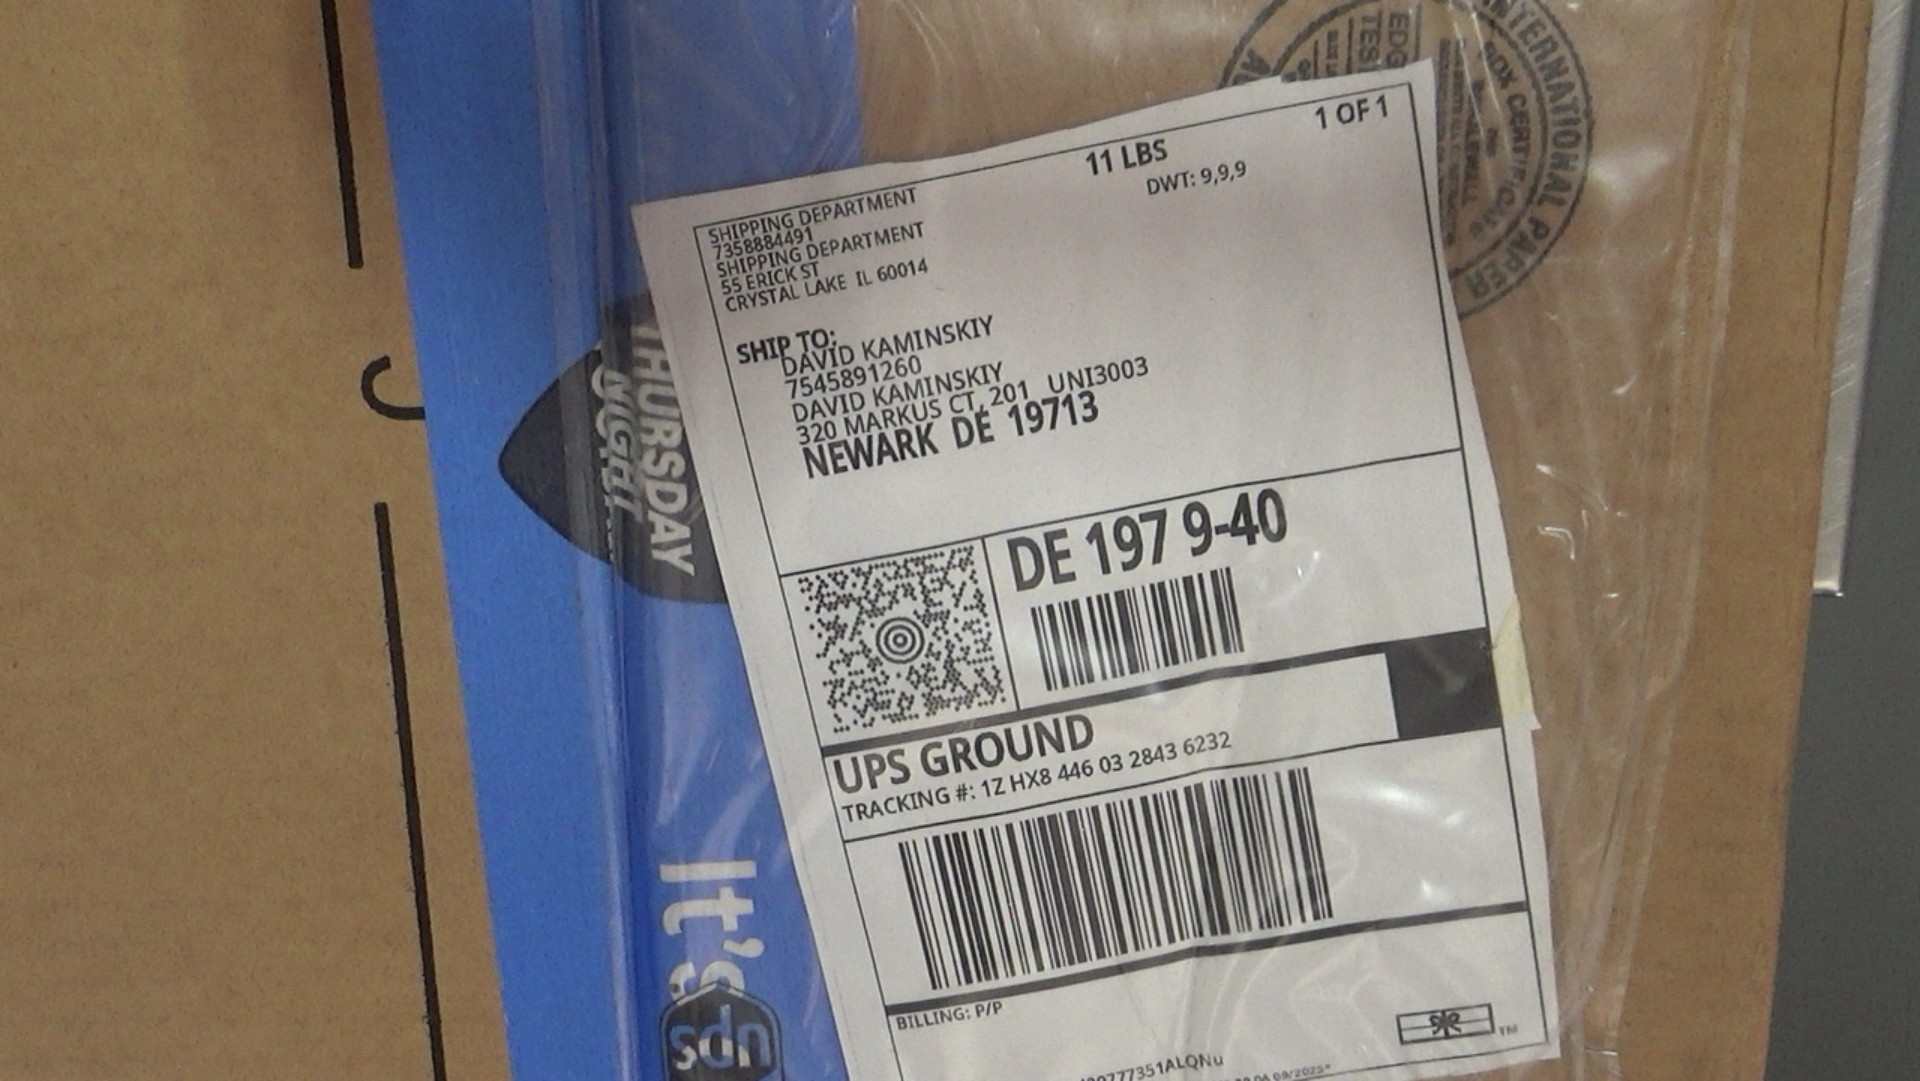 1 OF 1
11 LBS
DWT: 9,9,9
SHIPPING DEPARTMENT
7358884491
SHIPPING DEPARTMENT
55 ERICK ST
CRYSTAL LAKE IL 60014
SHIP TO:
DAVID KAMINSKIY
7545891260
DAVID KAMINSKIY
320 MARKUS CT, 201 UNI3003
NEWARK DE 19713
DE 197 9-40
UPS GROUND
TRACKING #: 1Z HX8 446 03 2843 6232
BILLING: P/P
TM
THURSDAY
NIGHT
It's
ups
INTERNATIONAL PAPER
BOX CERTIFICATE